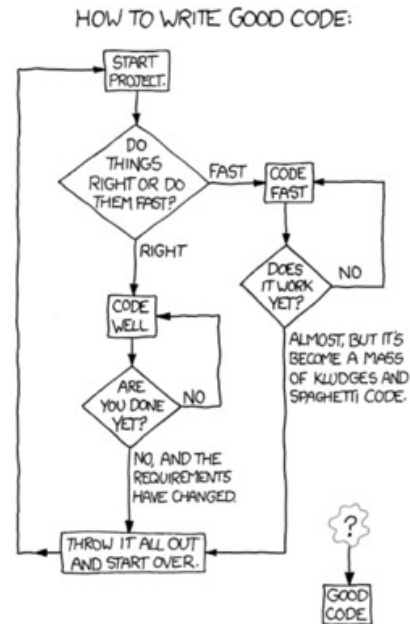 HOW TO WRITE GOOD CODE:
START
PROJECT.
DO
THINGS
RIGHT OR DO
THEM FAST?
FAST
CODE
FAST
RIGHT
DOES
IT WORK
YET?
NO
CODE
WELL
ALMOST, BUT IT'S
BECOME A MASS
OF KLUDGES AND
SPAGHETTI CODE.
ARE
YOU DONE
YET?
NO
NO, AND THE
REQUIREMENTS
HAVE CHANGED.
THROW IT ALL OUT
AND START OVER.
?
GOOD
CODE